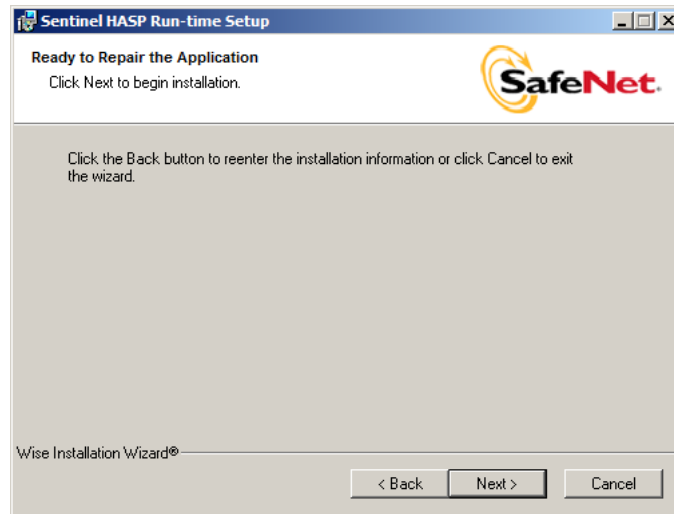 Sentinel HASP Run-time Setup
Ready to Repair the Application
Click Next to begin installation.
SafeNet.
Click the Back button to reenter the installation information or click Cancel to exit
the wizard.
Wise Installation Wizard®
< Back
Next >
Cancel